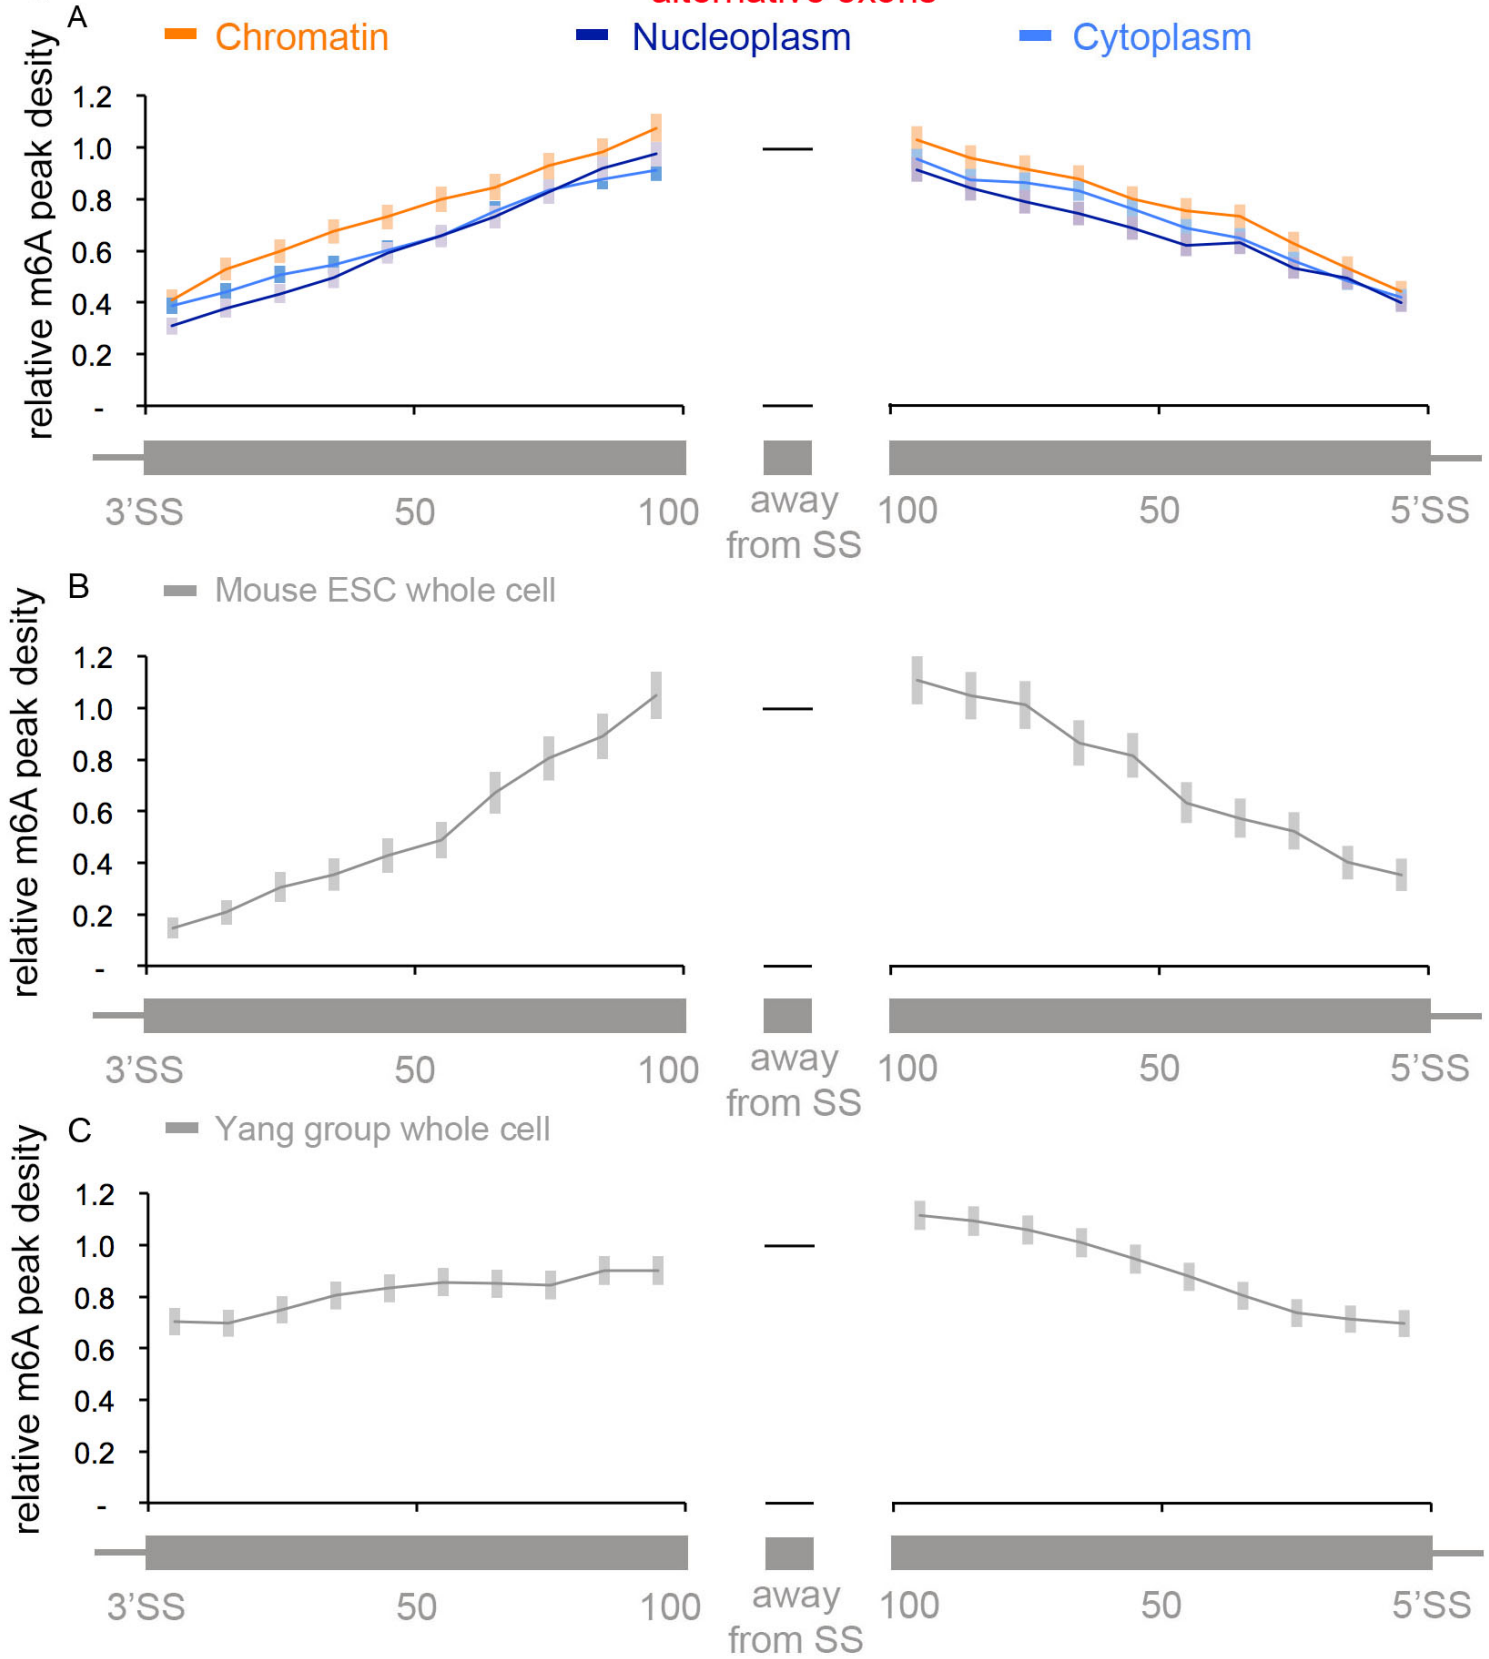 alternative exons
A
Chromatin Nucleoplasm Cytoplasm
relative m6A peak desity
1.2
1.0
0.8
0.6
0.4
0.2
-
3’SS 50 100 away from SS 100 50 5’SS
B
Mouse ESC whole cell
relative m6A peak desity
1.2
1.0
0.8
0.6
0.4
0.2
-
3’SS 50 100 away from SS 100 50 5’SS
C
Yang group whole cell
relative m6A peak desity
1.2
1.0
0.8
0.6
0.4
0.2
-
3’SS 50 100 away from SS 100 50 5’SS